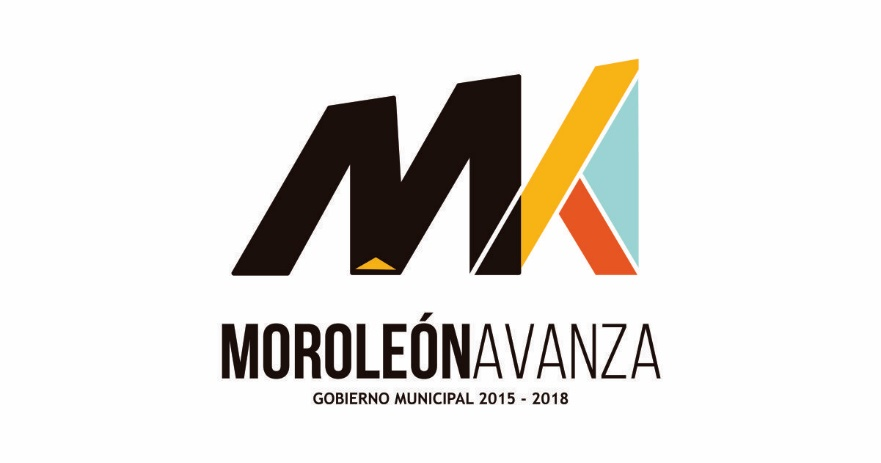 MOROLEÓNAVANZA
GOBIERNO MUNICIPAL 2015 - 2018